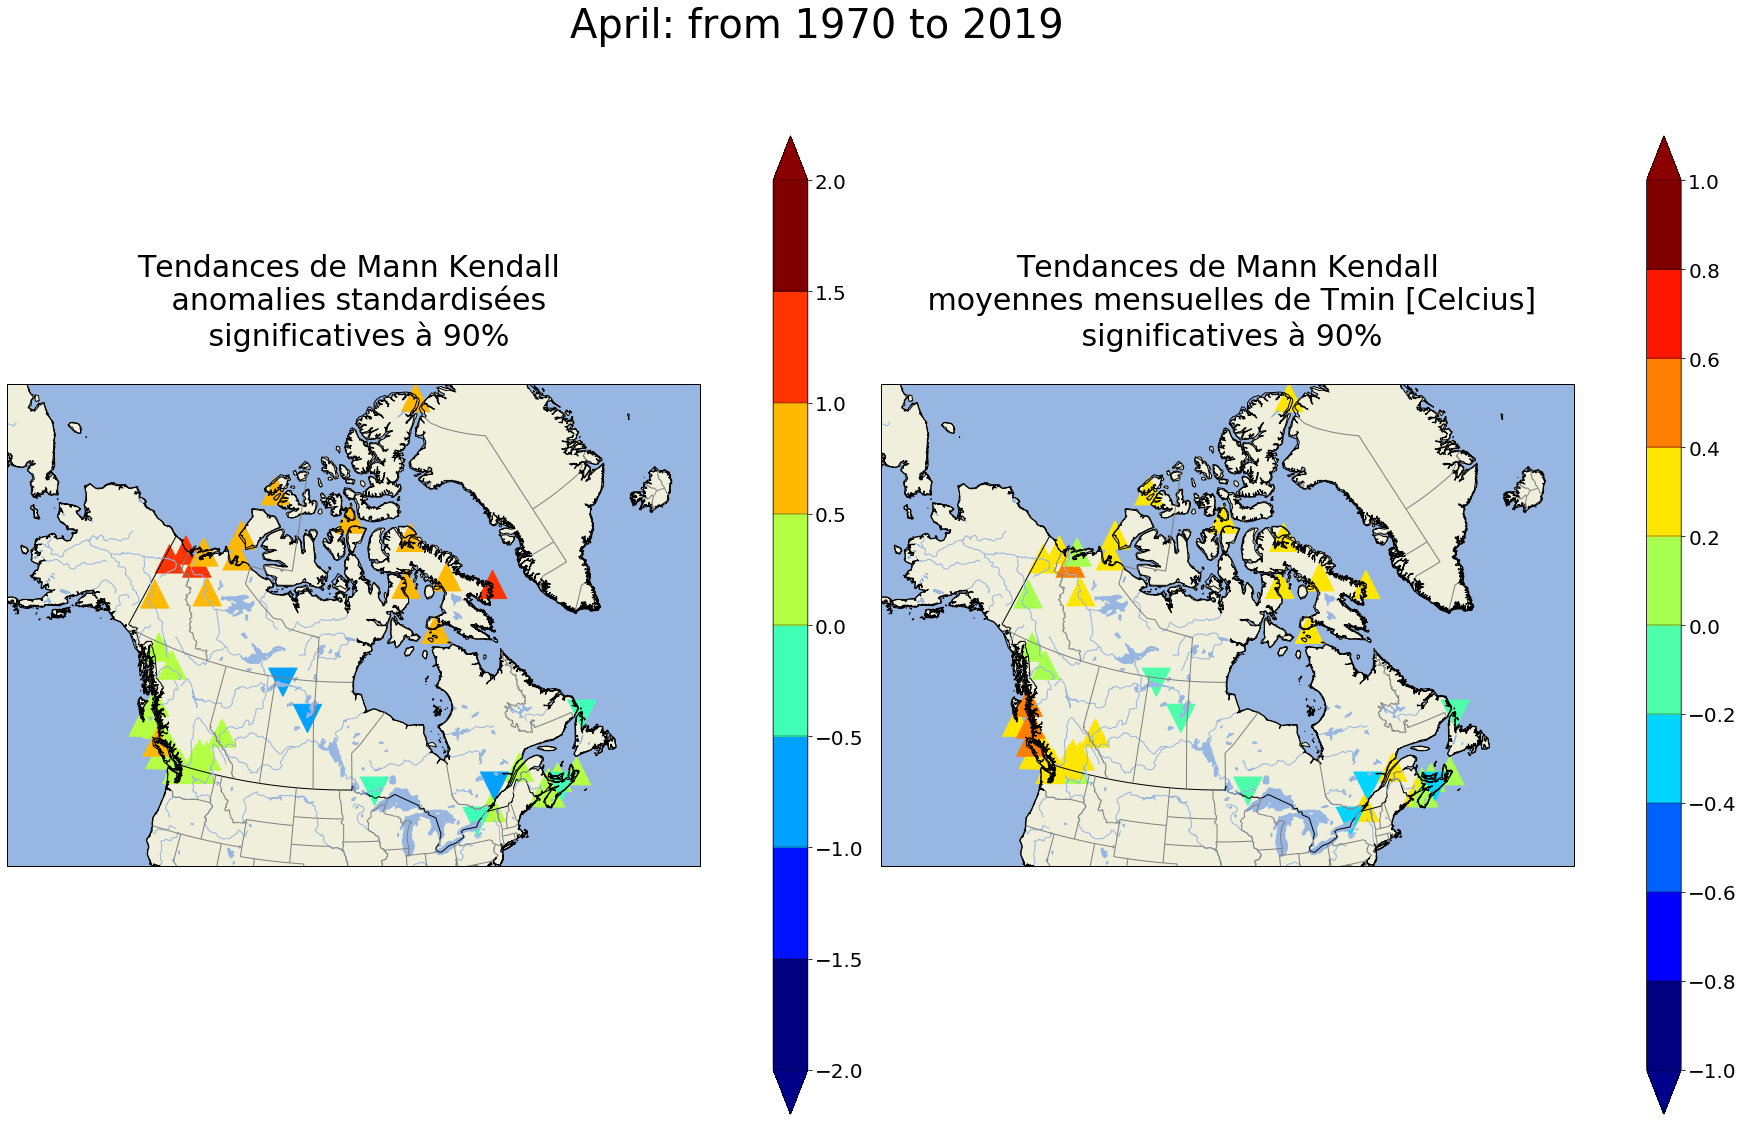 April: from 1970 to 2019
Tendances de Mann Kendall
anomalies standardisées
significatives à 90%
2.0
1.5
1.0
0.5
0.0
−0.5
−1.0
−1.5
−2.0
Tendances de Mann Kendall
moyennes mensuelles de Tmin [Celcius]
significatives à 90%
1.0
0.8
0.6
0.4
0.2
0.0
−0.2
−0.4
−0.6
−0.8
−1.0